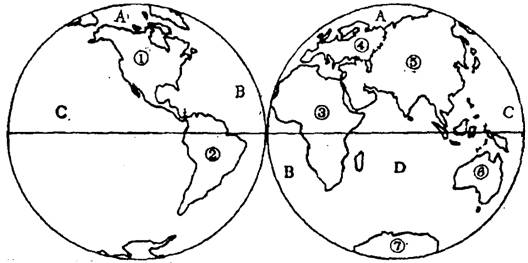 A A
① ④ ⑤
B C C
③
② B D ⑥
⑦